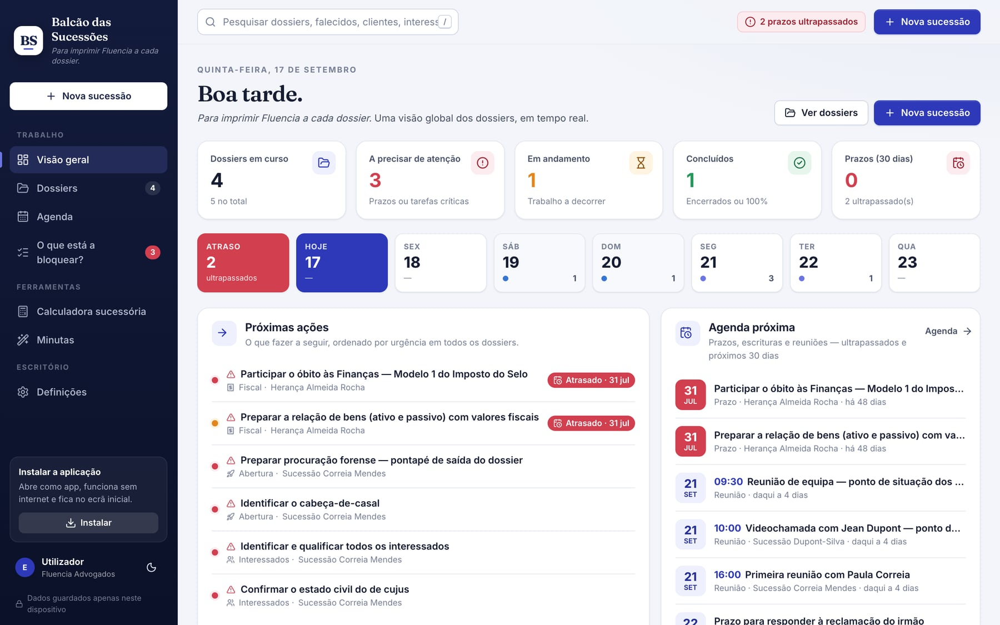 BS
Balcão das
Sucessões
Para imprimir Fluencia a cada
dossier.
Nova sucessão
TRABALHO
Visão geral
Dossiers 4
Agenda
O que está a
bloquear? 3
FERRAMENTAS
Calculadora sucessória
Minutas
ESCRITÓRIO
Definições
Instalar a aplicação
Abre como app, funciona sem
internet e fica no ecrã inicial.
Instalar
E Utilizador
Fluencia Advogados
Dados guardados apenas neste
dispositivo
Pesquisar dossiers, falecidos, clientes, interess /
2 prazos ultrapassados
Nova sucessão
QUINTA-FEIRA, 17 DE SETEMBRO
Boa tarde.
Para imprimir Fluencia a cada dossier. Uma visão global dos dossiers, em tempo real.
Ver dossiers
Nova sucessão
Dossiers em curso
4
5 no total
A precisar de atenção
3
Prazos ou tarefas críticas
Em andamento
1
Trabalho a decorrer
Concluídos
1
Encerrados ou 100%
Prazos (30 dias)
0
2 ultrapassado(s)
ATRASO
2
ultrapassados
HOJE
17
—
SEX
18
—
SÁB
19
1
DOM
20
1
SEG
21
3
TER
22
1
QUA
23
—
Próximas ações
O que fazer a seguir, ordenado por urgência em todos os dossiers.
Participar o óbito às Finanças — Modelo 1 do Imposto do Selo
Fiscal · Herança Almeida Rocha
Atrasado · 31 jul
Preparar a relação de bens (ativo e passivo) com valores fiscais
Fiscal · Herança Almeida Rocha
Atrasado · 31 jul
Preparar procuração forense — pontapé de saída do dossier
Abertura · Sucessão Correia Mendes
Identificar o cabeça-de-casal
Abertura · Sucessão Correia Mendes
Identificar e qualificar todos os interessados
Interessados · Sucessão Correia Mendes
Confirmar o estado civil do de cujus
Interessados · Sucessão Correia Mendes
Agenda próxima
Prazos, escrituras e reuniões — ultrapassados e
próximos 30 dias
Agenda
31
JUL
Participar o óbito às Finanças — Modelo 1 do Impos...
Prazo · Herança Almeida Rocha · há 48 dias
31
JUL
Preparar a relação de bens (ativo e passivo) com va...
Prazo · Herança Almeida Rocha · há 48 dias
21
SET
09:30 Reunião de equipa — ponto de situação dos ...
Reunião · daqui a 4 dias
21
SET
10:00 Videochamada com Jean Dupont — ponto d...
Reunião · Sucessão Dupont-Silva · daqui a 4 dias
21
SET
16:00 Primeira reunião com Paula Correia
Reunião · Sucessão Correia Mendes · daqui a 4 dias
22
Prazo para responder à reclamação do irmão